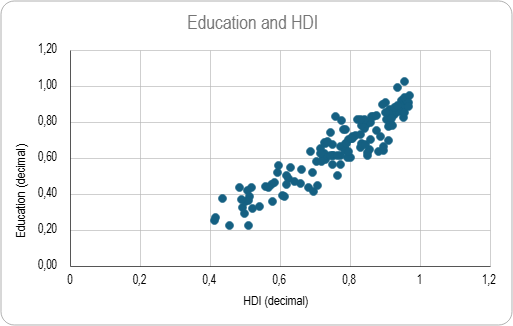 Education and HDI
1,20
1,00
0,80
0,60
0,40
0,20
0,00
Education (decimal)
0 0,2 0,4 0,6 0,8 1 1,2
HDI (decimal)